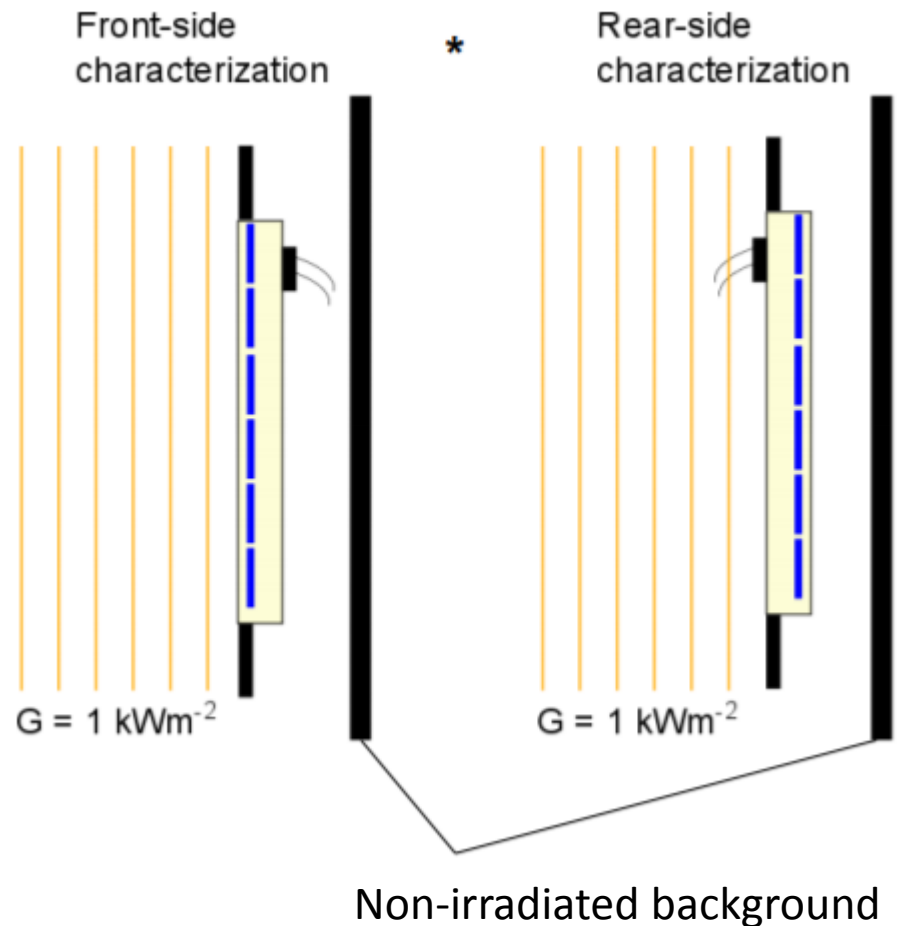 Front-side
characterization
*
Rear-side
characterization
G = 1 kWm⁻²
G = 1 kWm⁻²
Non-irradiated background